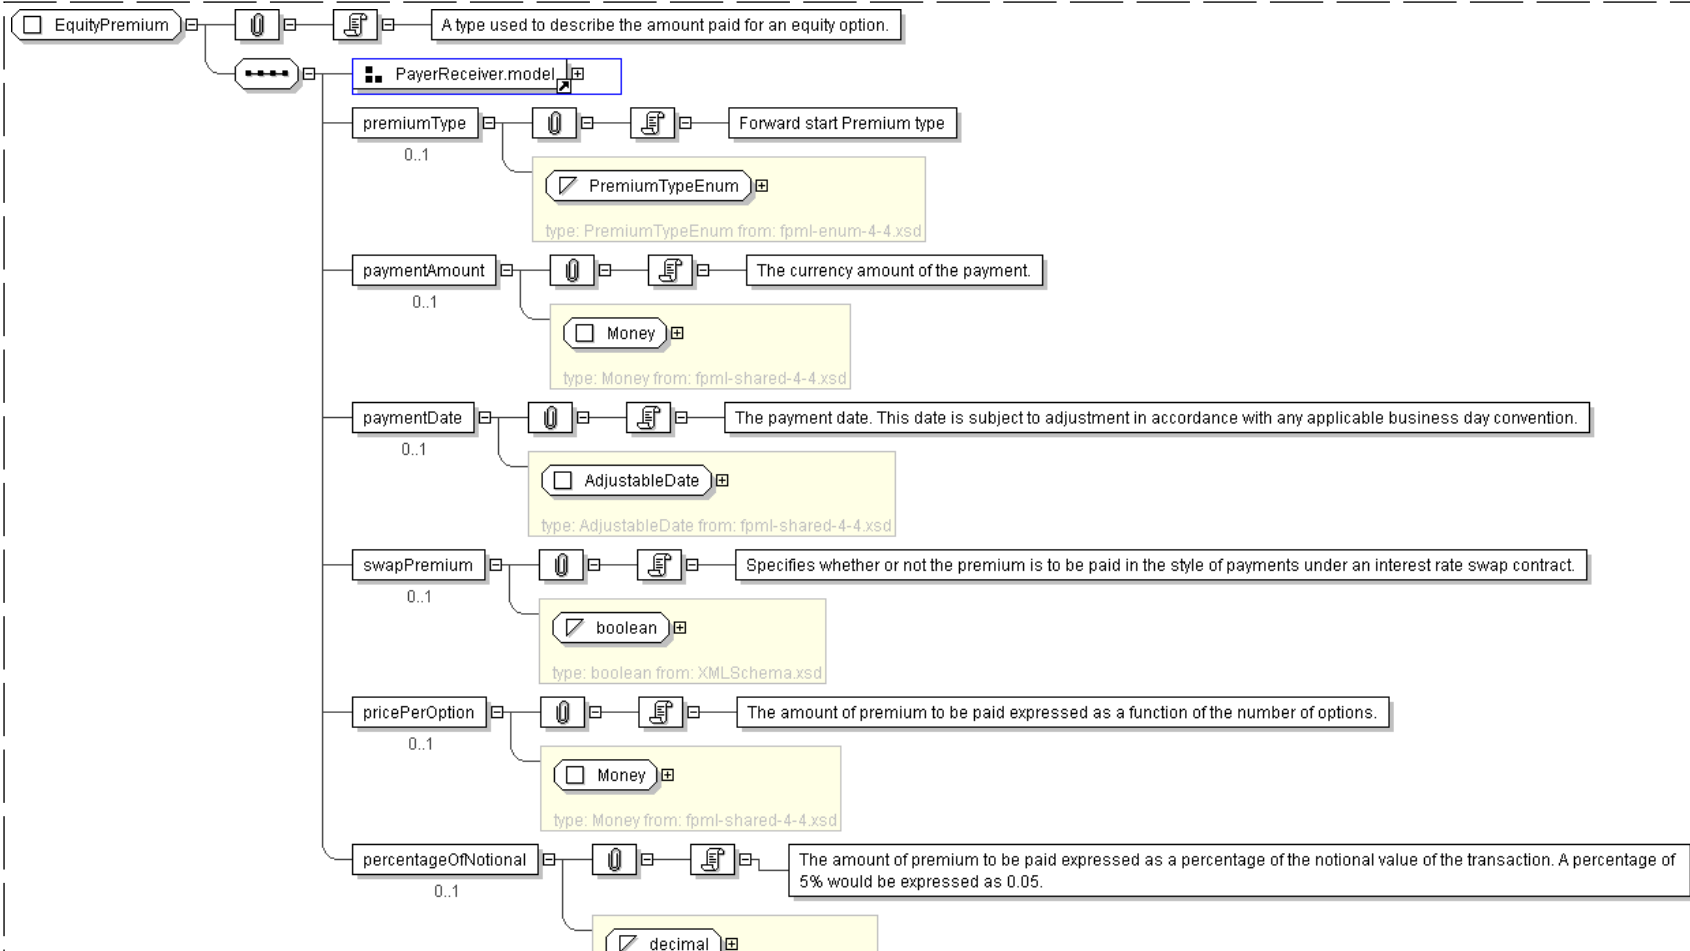 EquityPremium
A type used to describe the amount paid for an equity option.
PayerReceiver.model
premiumType
Forward start Premium type
0..1
PremiumTypeEnum
type: PremiumTypeEnum from: fpml-enum-4-4.xsd
paymentAmount
The currency amount of the payment.
0..1
Money
type: Money from: fpml-shared-4-4.xsd
paymentDate
The payment date. This date is subject to adjustment in accordance with any applicable business day convention.
0..1
AdjustableDate
type: AdjustableDate from: fpml-shared-4-4.xsd
swapPremium
Specifies whether or not the premium is to be paid in the style of payments under an interest rate swap contract.
0..1
boolean
type: boolean from: XMLSchema.xsd
pricePerOption
The amount of premium to be paid expressed as a function of the number of options.
0..1
Money
type: Money from: fpml-shared-4-4.xsd
percentageOfNotional
The amount of premium to be paid expressed as a percentage of the notional value of the transaction. A percentage of
5% would be expressed as 0.05.
0..1
decimal